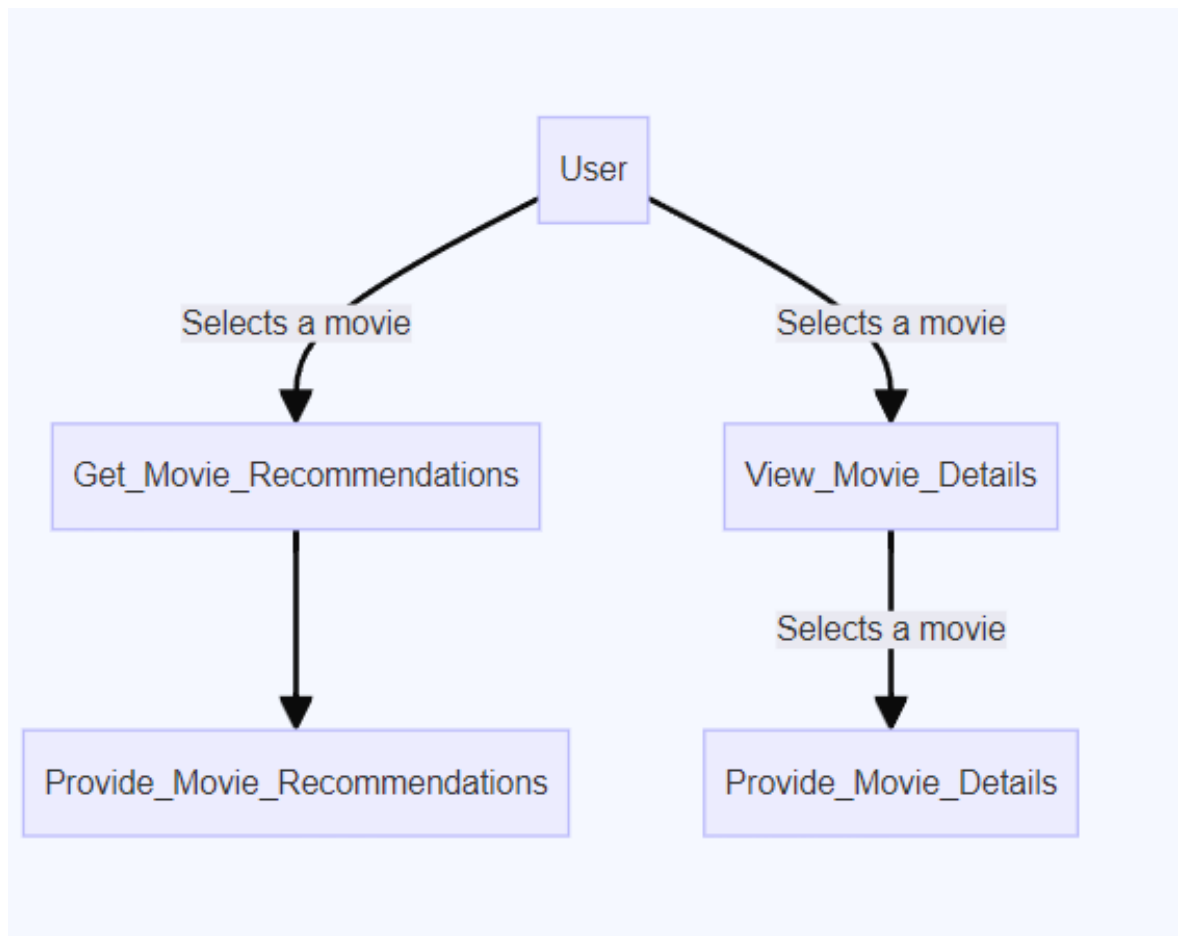 User
Selects a movie
Selects a movie
Get_Movie_Recommendations
View_Movie_Details
Selects a movie
Provide_Movie_Recommendations
Provide_Movie_Details